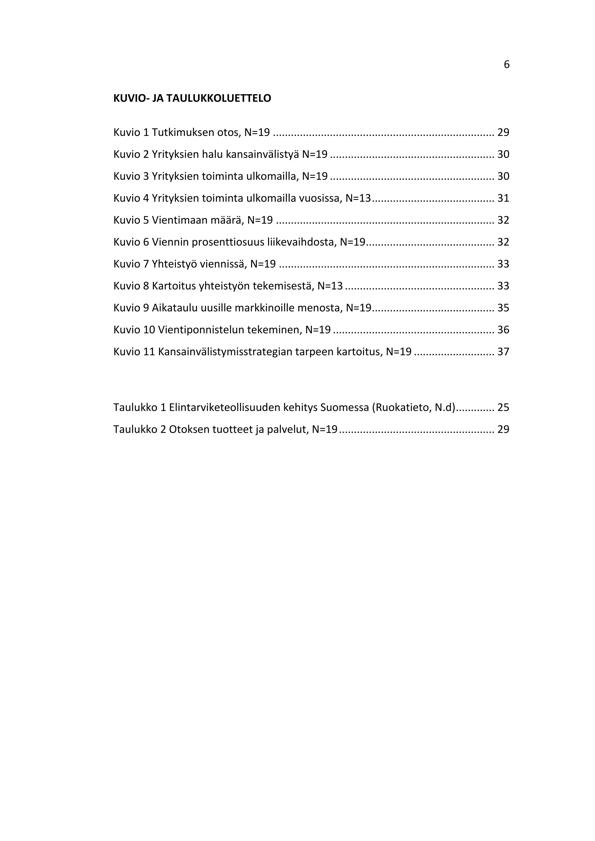 6
KUVIO- JA TAULUKKOLUETTELO
Kuvio 1 Tutkimuksen otos, N=19 .......................................................................... 29
Kuvio 2 Yrityksien halu kansainvälistyä N=19 ....................................................... 30
Kuvio 3 Yrityksien toiminta ulkomailla, N=19 ....................................................... 30
Kuvio 4 Yrityksien toiminta ulkomailla vuosissa, N=13......................................... 31
Kuvio 5 Vientimaan määrä, N=19 ......................................................................... 32
Kuvio 6 Viennin prosenttiosuus liikevaihdosta, N=19........................................... 32
Kuvio 7 Yhteistyö viennissä, N=19 ........................................................................ 33
Kuvio 8 Kartoitus yhteistyön tekemisestä, N=13 .................................................. 33
Kuvio 9 Aikataulu uusille markkinoille menosta, N=19......................................... 35
Kuvio 10 Vientiponnistelun tekeminen, N=19 ...................................................... 36
Kuvio 11 Kansainvälistymisstrategian tarpeen kartoitus, N=19 ........................... 37
Taulukko 1 Elintarviketeollisuuden kehitys Suomessa (Ruokatieto, N.d)............. 25
Taulukko 2 Otoksen tuotteet ja palvelut, N=19.................................................... 29